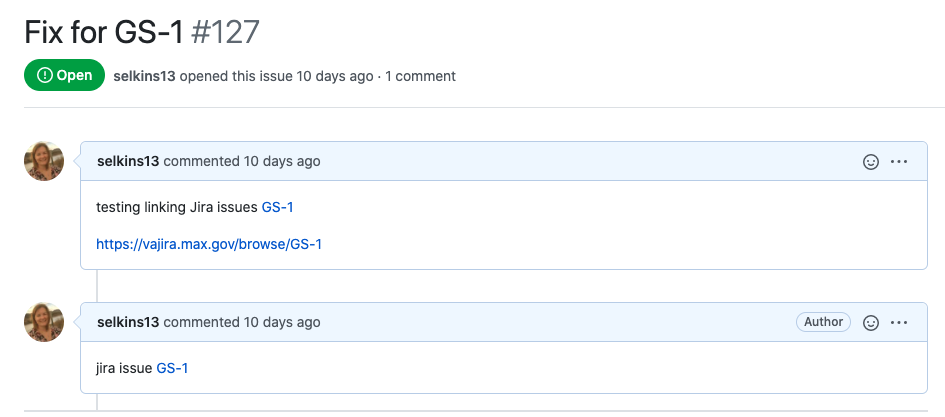 Fix for GS-1 #127
Open selkins13 opened this issue 10 days ago · 1 comment
selkins13 commented 10 days ago
testing linking Jira issues GS-1
https://vajira.max.gov/browse/GS-1
selkins13 commented 10 days ago Author
jira issue GS-1